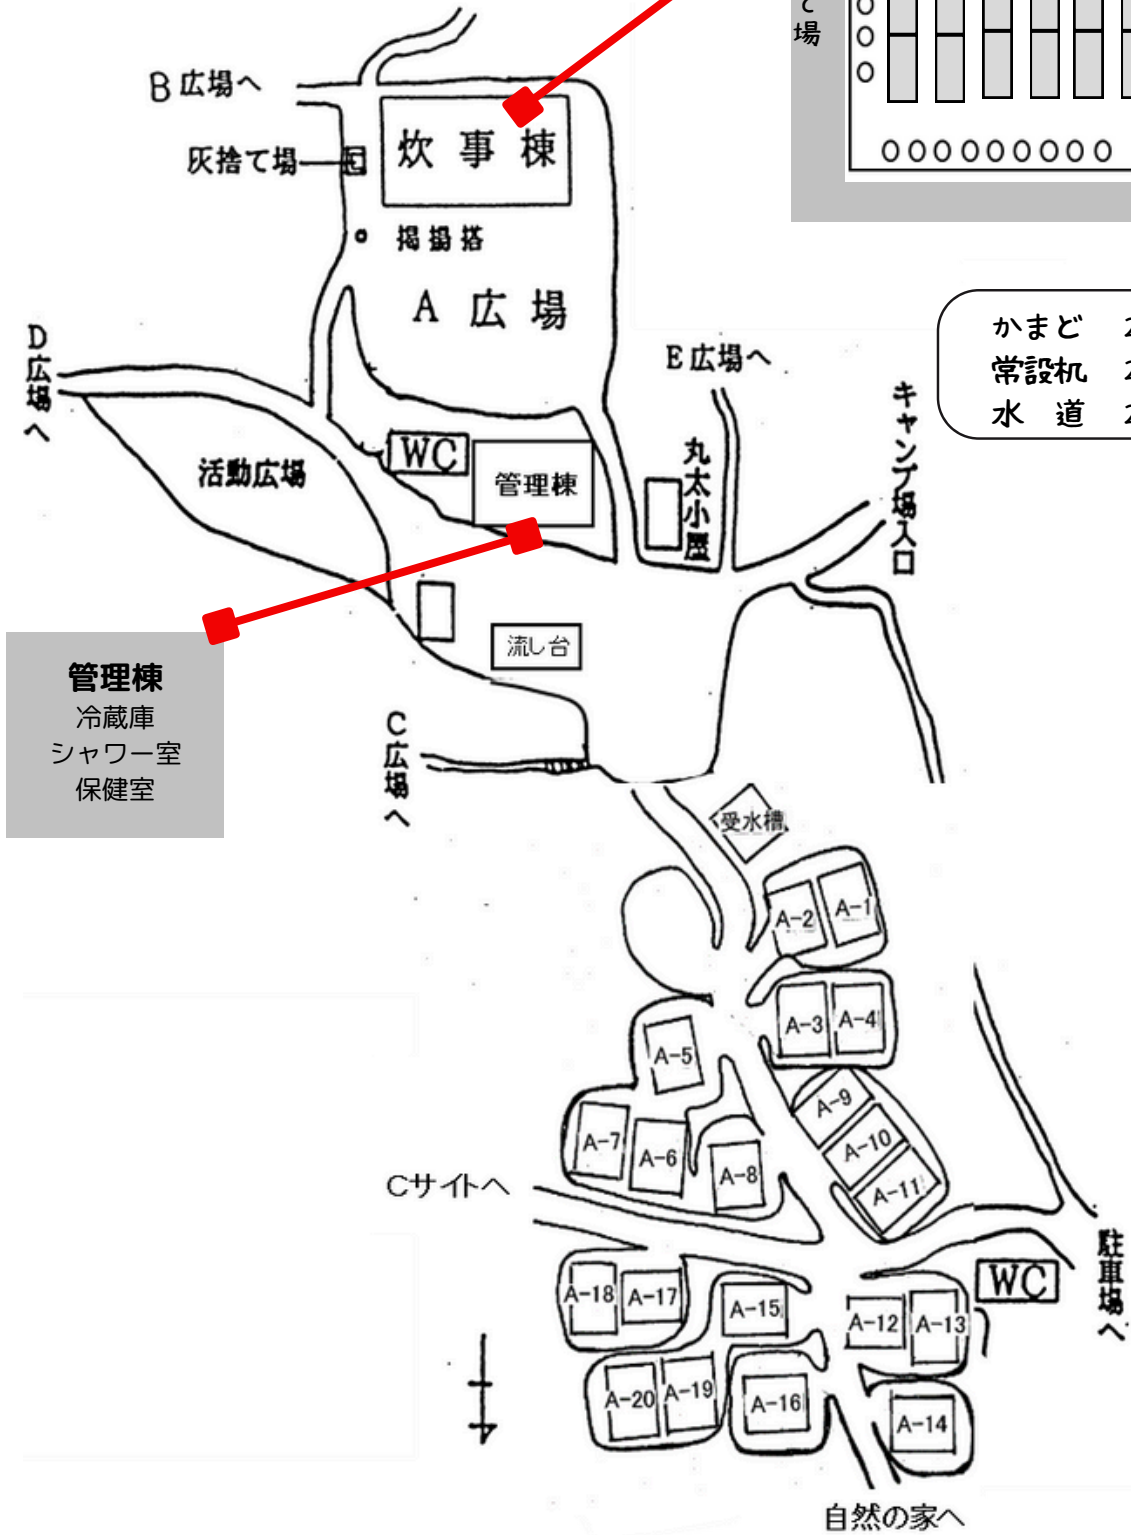 て
場
B広場へ
灰捨て場
炊事棟
掲揚塔
A広場
かまど
常設机
水 道
D広場へ
E広場へ
キャンプ場入口
活動広場
WC
管理棟
丸太小屋
流し台
管理棟
冷蔵庫
シャワー室
保健室
C広場へ
受水槽
A-2
A-1
A-3
A-4
A-5
A-9
A-7
A-6
A-10
A-8
A-11
Cサイトへ
駐車場へ
WC
A-18
A-17
A-15
A-12
A-13
A-20
A-19
A-16
A-14
自然の家へ